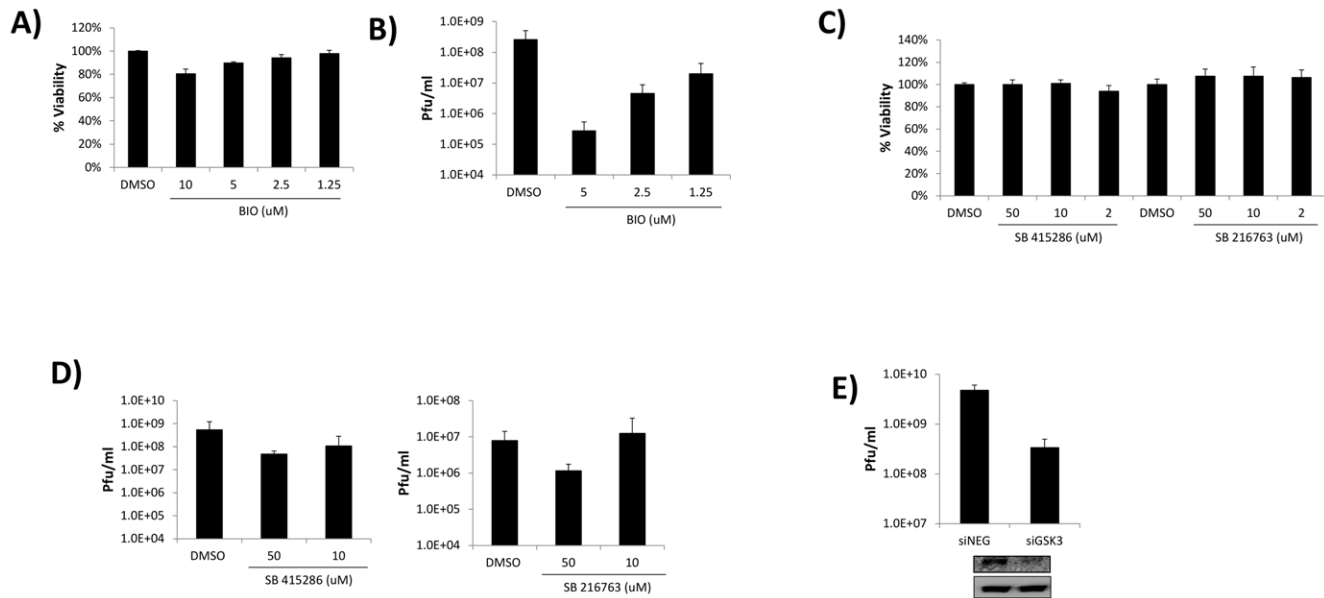 A)
% Viability
120%
100%
80%
60%
40%
20%
0%
DMSO 10 5 2.5 1.25
BIO (uM)
B)
Pfu/ml
1.0E+09
1.0E+08
1.0E+07
1.0E+06
1.0E+05
1.0E+04
DMSO 5 2.5 1.25
BIO (uM)
C)
% Viability
140%
120%
100%
80%
60%
40%
20%
0%
DMSO 50 10 2 DMSO 50 10 2
SB 415286 (uM) SB 216763 (uM)
D)
Pfu/ml
1.0E+10
1.0E+09
1.0E+08
1.0E+07
1.0E+06
1.0E+05
1.0E+04
DMSO 50 10
SB 415286 (uM)
Pfu/ml
1.0E+08
1.0E+07
1.0E+06
1.0E+05
1.0E+04
DMSO 50 10
SB 216763 (uM)
E)
Pfu/ml
1.0E+10
1.0E+09
1.0E+08
1.0E+07
siNEG siGSK3